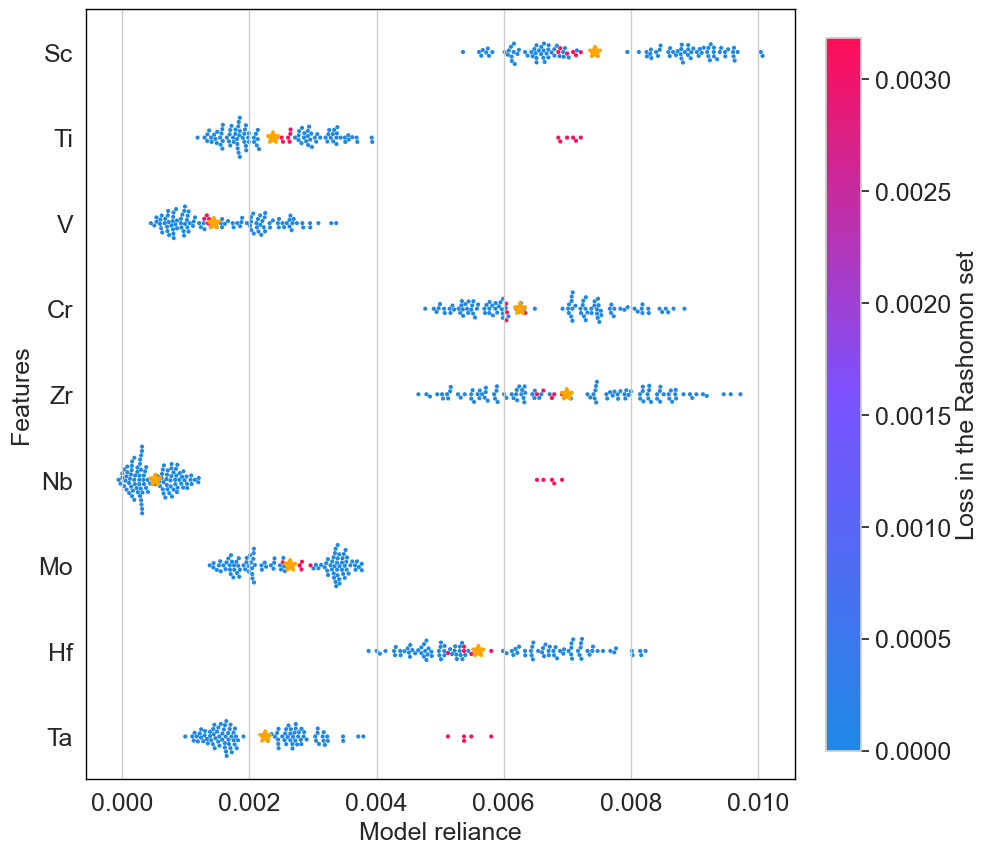 Features
Sc
Ti
V
Cr
Zr
Nb
Mo
Hf
Ta
0.000 0.002 0.004 0.006 0.008 0.010
Model reliance
0.0030
0.0025
0.0020
0.0015
0.0010
0.0005
0.0000
Loss in the Rashomon set